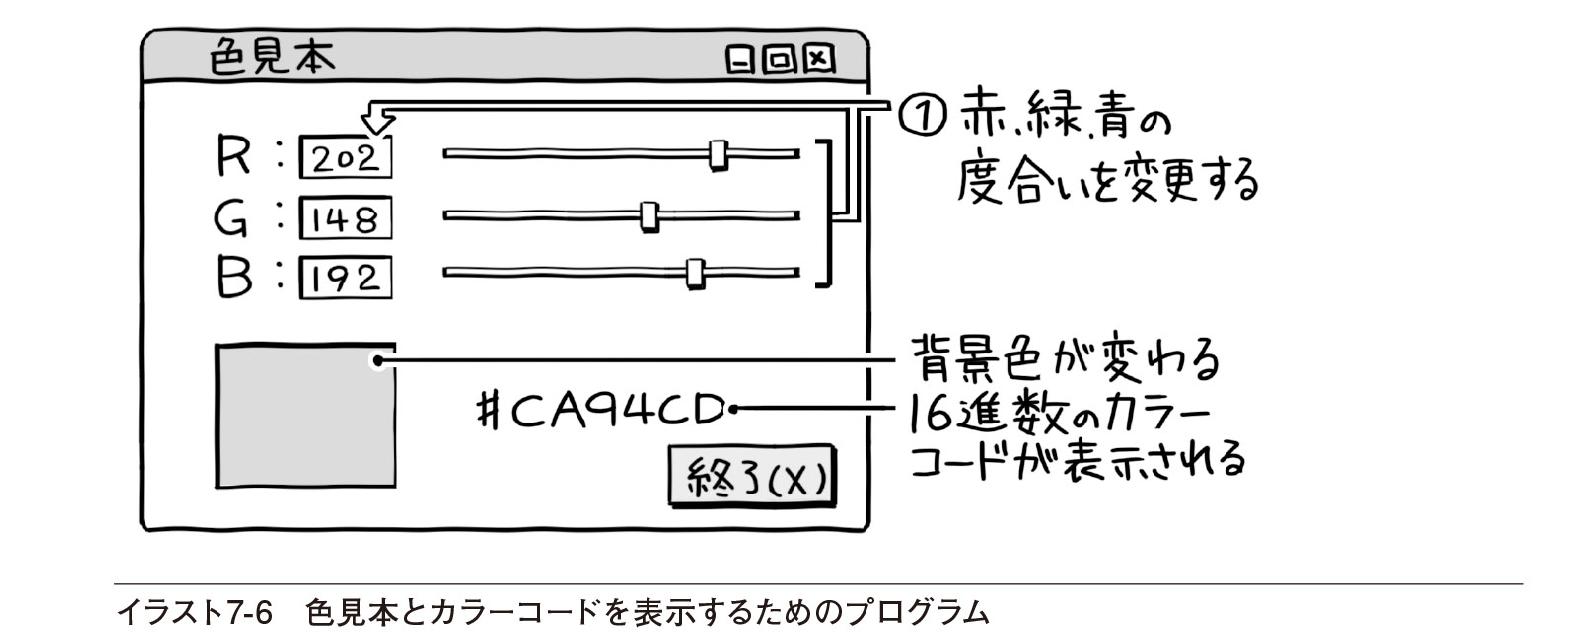 色見本
R：202
G：148
B：192
①赤、緑、青の
度合いを変更する
背景色が変わる
#CA94CD
16進数のカラー
コードが表示される
終了(X)
イラスト7-6　色見本とカラーコードを表示するためのプログラム